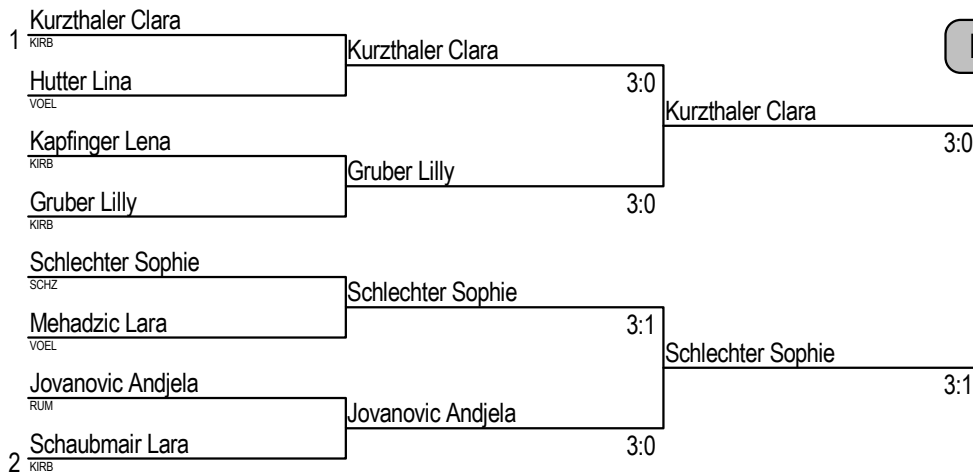 Kurzthaler Clara
1 KIRB
Kurzthaler Clara
Hutter Lina
3:0
VOEL
Kurzthaler Clara
Kapfinger Lena
3:0
KIRB
Gruber Lilly
Gruber Lilly
3:0
KIRB
Schlechter Sophie
SCHZ
Schlechter Sophie
Mehadzic Lara
3:1
VOEL
Schlechter Sophie
Jovanovic Andjela
3:1
RUM
Jovanovic Andjela
Schaubmair Lara
3:0
2 KIRB